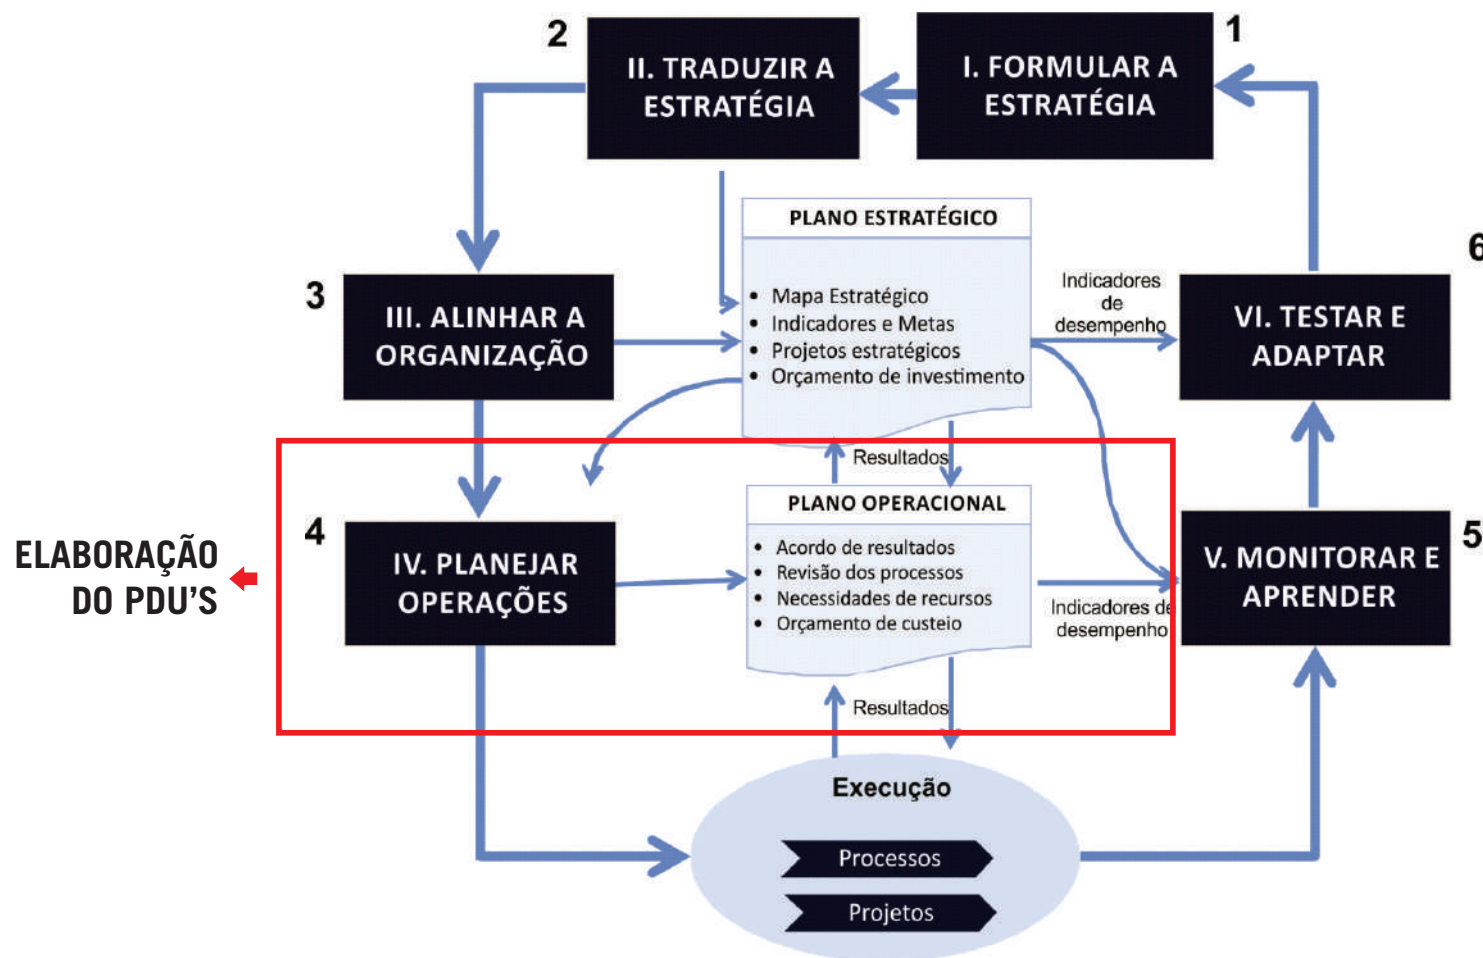 2
II. TRADUZIR A
ESTRATÉGIA
1
I. FORMULAR A
ESTRATÉGIA
3
III. ALINHAR A
ORGANIZAÇÃO
PLANO ESTRATÉGICO
• Mapa Estratégico
• Indicadores e Metas
• Projetos estratégicos
• Orçamento de investimento
Indicadores
de
desempenho
6
VI. TESTAR E
ADAPTAR
Resultados
ELABORAÇÃO
DO PDU'S
4
IV. PLANEJAR
OPERAÇÕES
PLANO OPERACIONAL
• Acordo de resultados
• Revisão dos processos
• Necessidades de recursos
• Orçamento de custeio
Indicadores de
desempenho
5
V. MONITORAR E
APRENDER
Resultados
Execução
Processos
Projetos